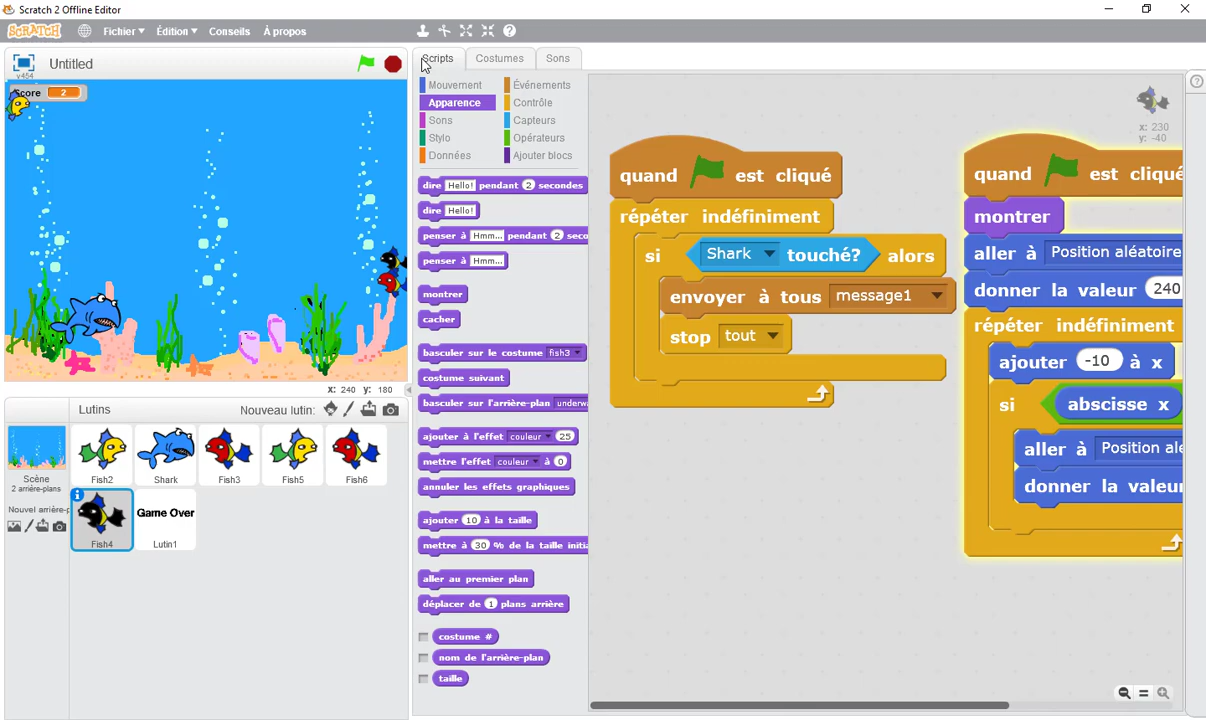 Scratch 2 Offline Editor
SCRATCH
Fichier
Édition
Conseils
À propos
v454
Untitled
Score 2
x: 240 y: 180
Lutins
Nouveau lutin:
Scène
2 arrière-plans
Nouvel arrière-p
Fish2
Shark
Fish3
Fish5
Fish6
Fish4
Game Over
Lutin1
Scripts
Costumes
Sons
Mouvement
Événements
Apparence
Contrôle
Sons
Capteurs
Stylo
Opérateurs
Données
Ajouter blocs
dire Hello! pendant 2 secondes
dire Hello!
penser à Hmm... pendant 2 seco
penser à Hmm...
montrer
cacher
basculer sur le costume fish3
costume suivant
basculer sur l'arrière-plan underw
ajouter à l'effet couleur 25
mettre l'effet couleur à 0
annuler les effets graphiques
ajouter 10 à la taille
mettre à 30 % de la taille initia
aller au premier plan
déplacer de 1 plans arrière
costume #
nom de l'arrière-plan
taille
quand est cliqué
répéter indéfiniment
si Shark touché? alors
envoyer à tous message1
stop tout
quand est cliqué
montrer
aller à Position aléatoire
donner la valeur 240
répéter indéfiniment
ajouter -10 à x
si abscisse x
aller à Position alé
donner la valeur
x: 230
y: -40